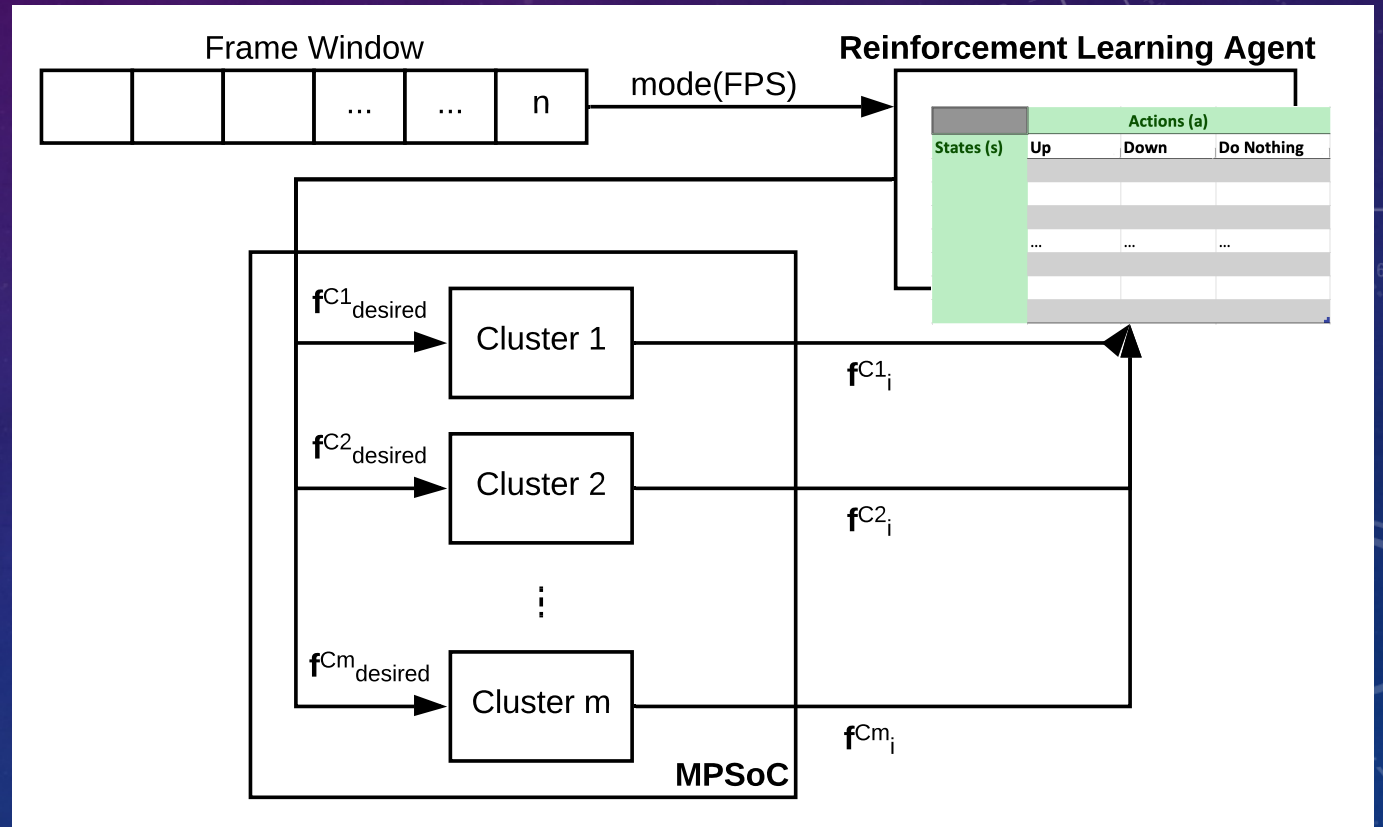 Frame Window
... ... n
mode(FPS)
Reinforcement Learning Agent
Actions (a)
States (s) Up Down Do Nothing
... ... ...
fC1desired
Cluster 1
fC1i
fC2desired
Cluster 2
fC2i
⋮
fCmdesired
Cluster m
fCmi
MPSoC